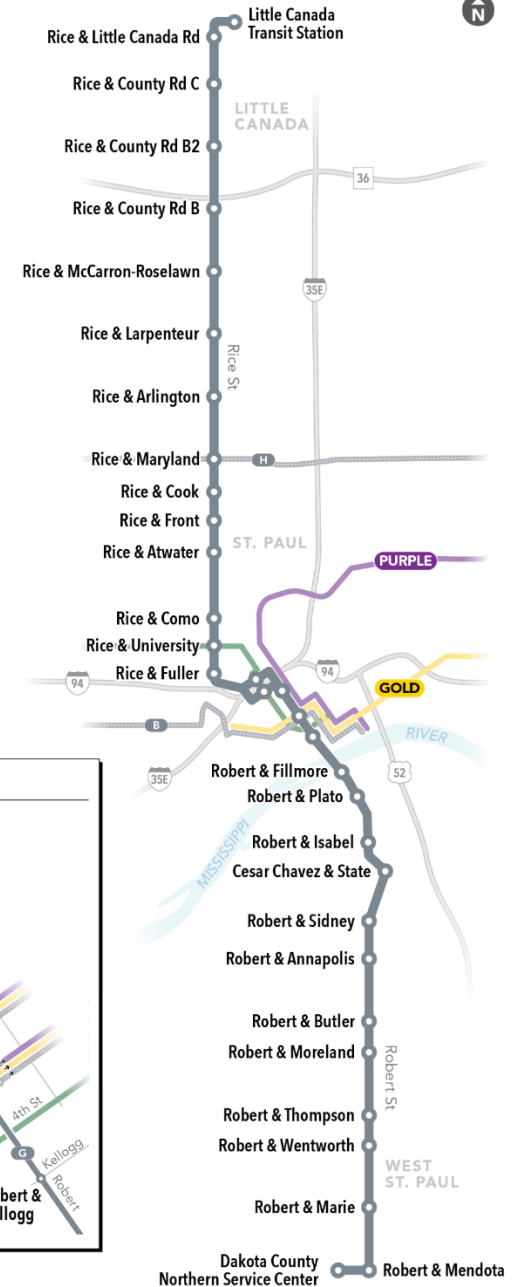 N
Little Canada
Transit Station
Rice & Little Canada Rd
Rice & County Rd C
LITTLE
CANADA
Rice & County Rd B2
36
Rice & County Rd B
Rice & McCarron-Roselawn
35E
Rice & Larpenteur
Rice St
Rice & Arlington
Rice & Maryland
H
Rice & Cook
Rice & Front
ST. PAUL
Rice & Atwater
PURPLE
Rice & Como
Rice & University
Rice & Fuller
94
94
GOLD
B
RIVER
35E
52
Robert & Fillmore
Robert & Plato
MISSISSIPPI
Robert & Isabel
Cesar Chavez & State
Robert & Sidney
Robert & Annapolis
Robert & Butler
Robert & Moreland
Robert St
Robert & Thompson
Robert & Wentworth
WEST
ST. PAUL
Robert & Marie
Dakota County
Northern Service Center
Robert & Mendota
4th St
G
Kellogg
Robert
bert &
llogg